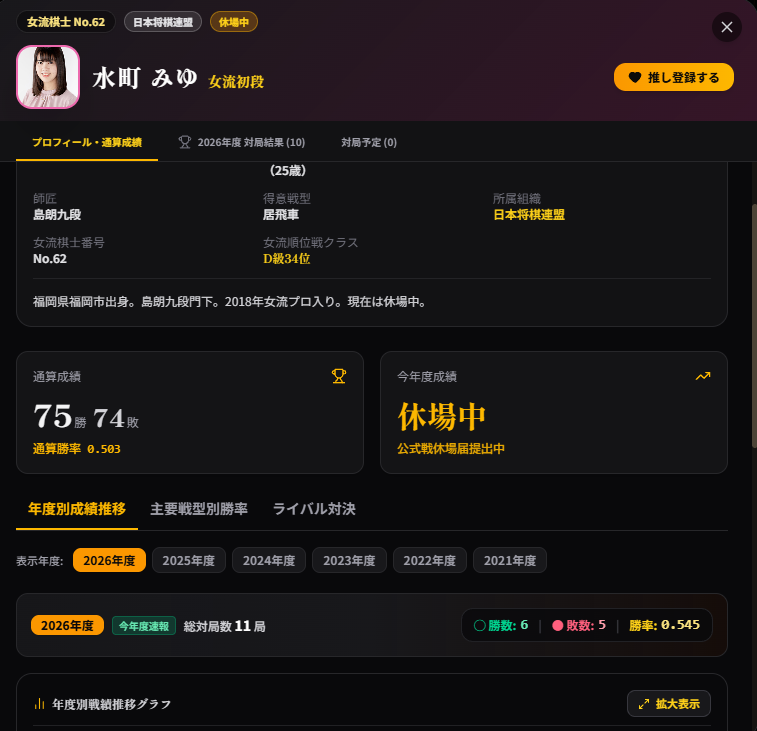 女流棋士 No.62 日本将棋連盟 休場中
水町 みゆ 女流初段
推し登録する
プロフィール・通算成績 2026年度 対局結果 (10) 対局予定 (0)
(25歳)
師匠 得意戦型 所属組織
島朗九段 居飛車 日本将棋連盟
女流棋士番号 女流順位戦クラス
No.62 D級34位
福岡県福岡市出身。島朗九段門下。2018年女流プロ入り。現在は休場中。
通算成績 今年度成績
75勝 74敗 休場中
通算勝率 0.503 公式戦休場届提出中
年度別成績推移 主要戦型別勝率 ライバル対決
表示年度: 2026年度 2025年度 2024年度 2023年度 2022年度 2021年度
2026年度 今年度速報 総対局数 11 局 勝数: 6 | 敗数: 5 | 勝率: 0.545
年度別戦績推移グラフ 拡大表示